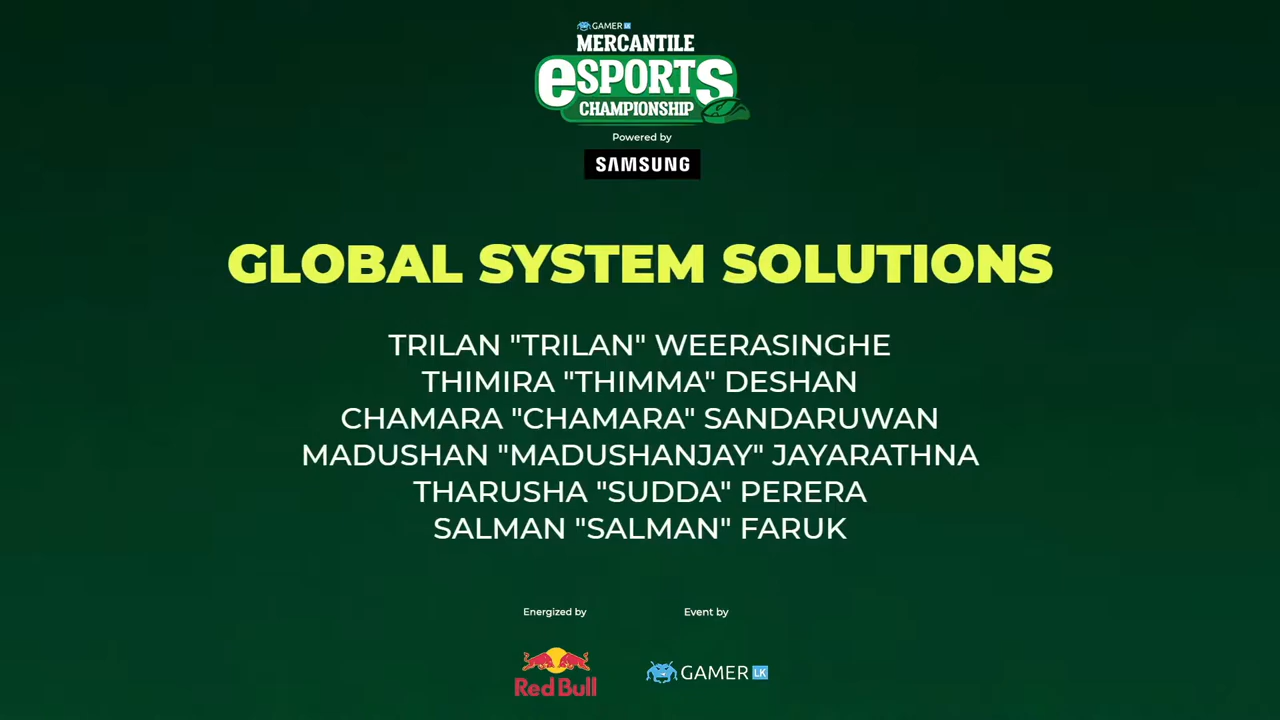 GAMER LK
MERCANTILE
eSPORTS
CHAMPIONSHIP
Powered by
SAMSUNG
GLOBAL SYSTEM SOLUTIONS
TRILAN "TRILAN" WEERASINGHE
THIMIRA "THIMMA" DESHAN
CHAMARA "CHAMARA" SANDARUWAN
MADUSHAN "MADUSHANJAY" JAYARATHNA
THARUSHA "SUDDA" PERERA
SALMAN "SALMAN" FARUK
Energized by
Event by
Red Bull
GAMER LK